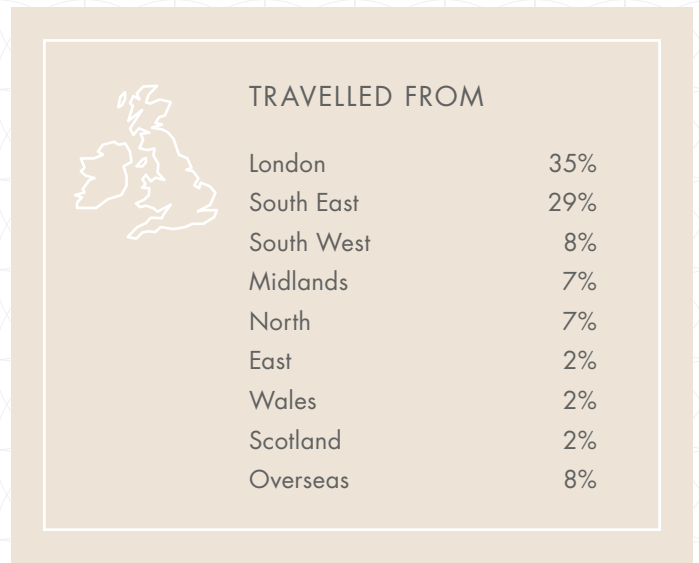 TRAVELLED FROM
London 35%
South East 29%
South West 8%
Midlands 7%
North 7%
East 2%
Wales 2%
Scotland 2%
Overseas 8%